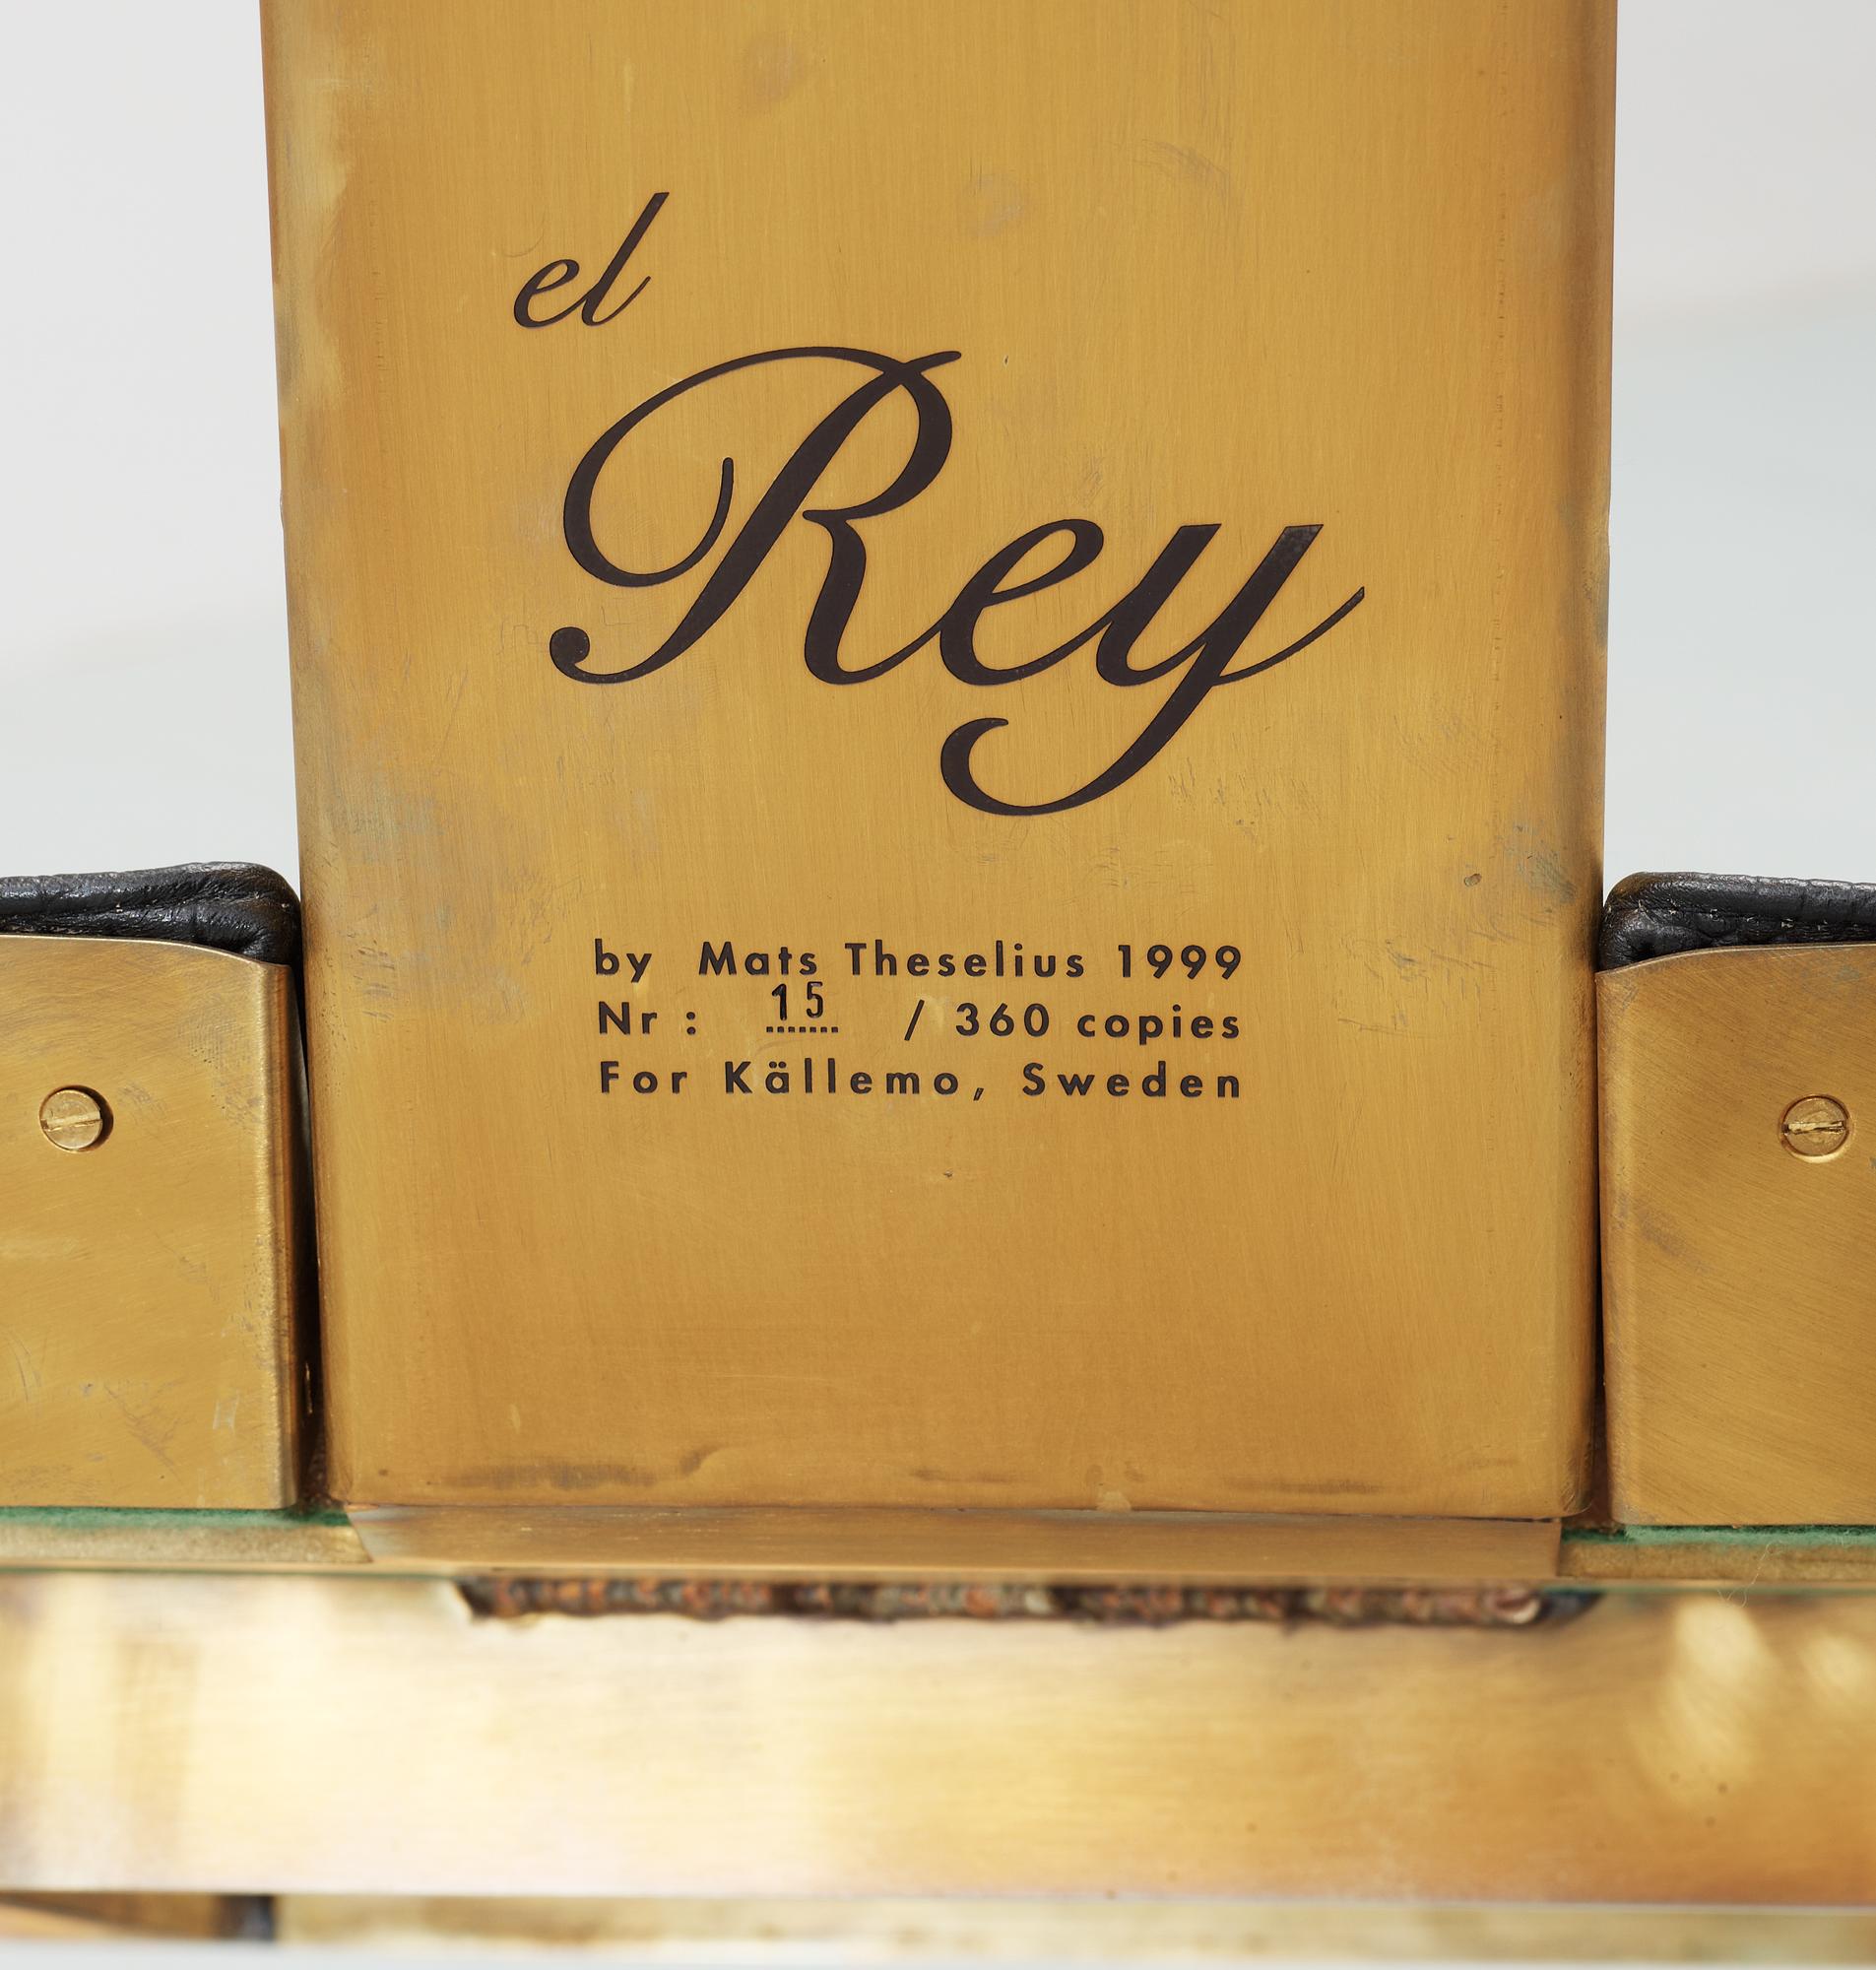 el
Rey
by Mats Theselius 1999
Nr : 15 / 360 copies
For Källemo, Sweden